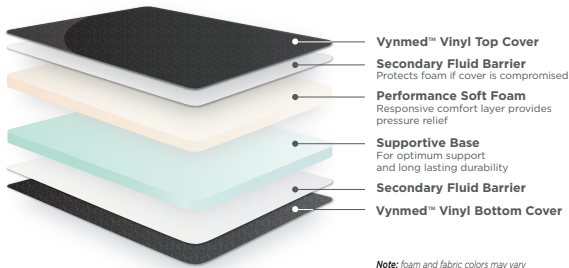 Vynmed™ Vinyl Top Cover
Secondary Fluid Barrier
Protects foam if cover is compromised
Performance Soft Foam
Responsive comfort layer provides
pressure relief
Supportive Base
For optimum support
and long lasting durability
Secondary Fluid Barrier
Vynmed™ Vinyl Bottom Cover
Note: foam and fabric colors may vary